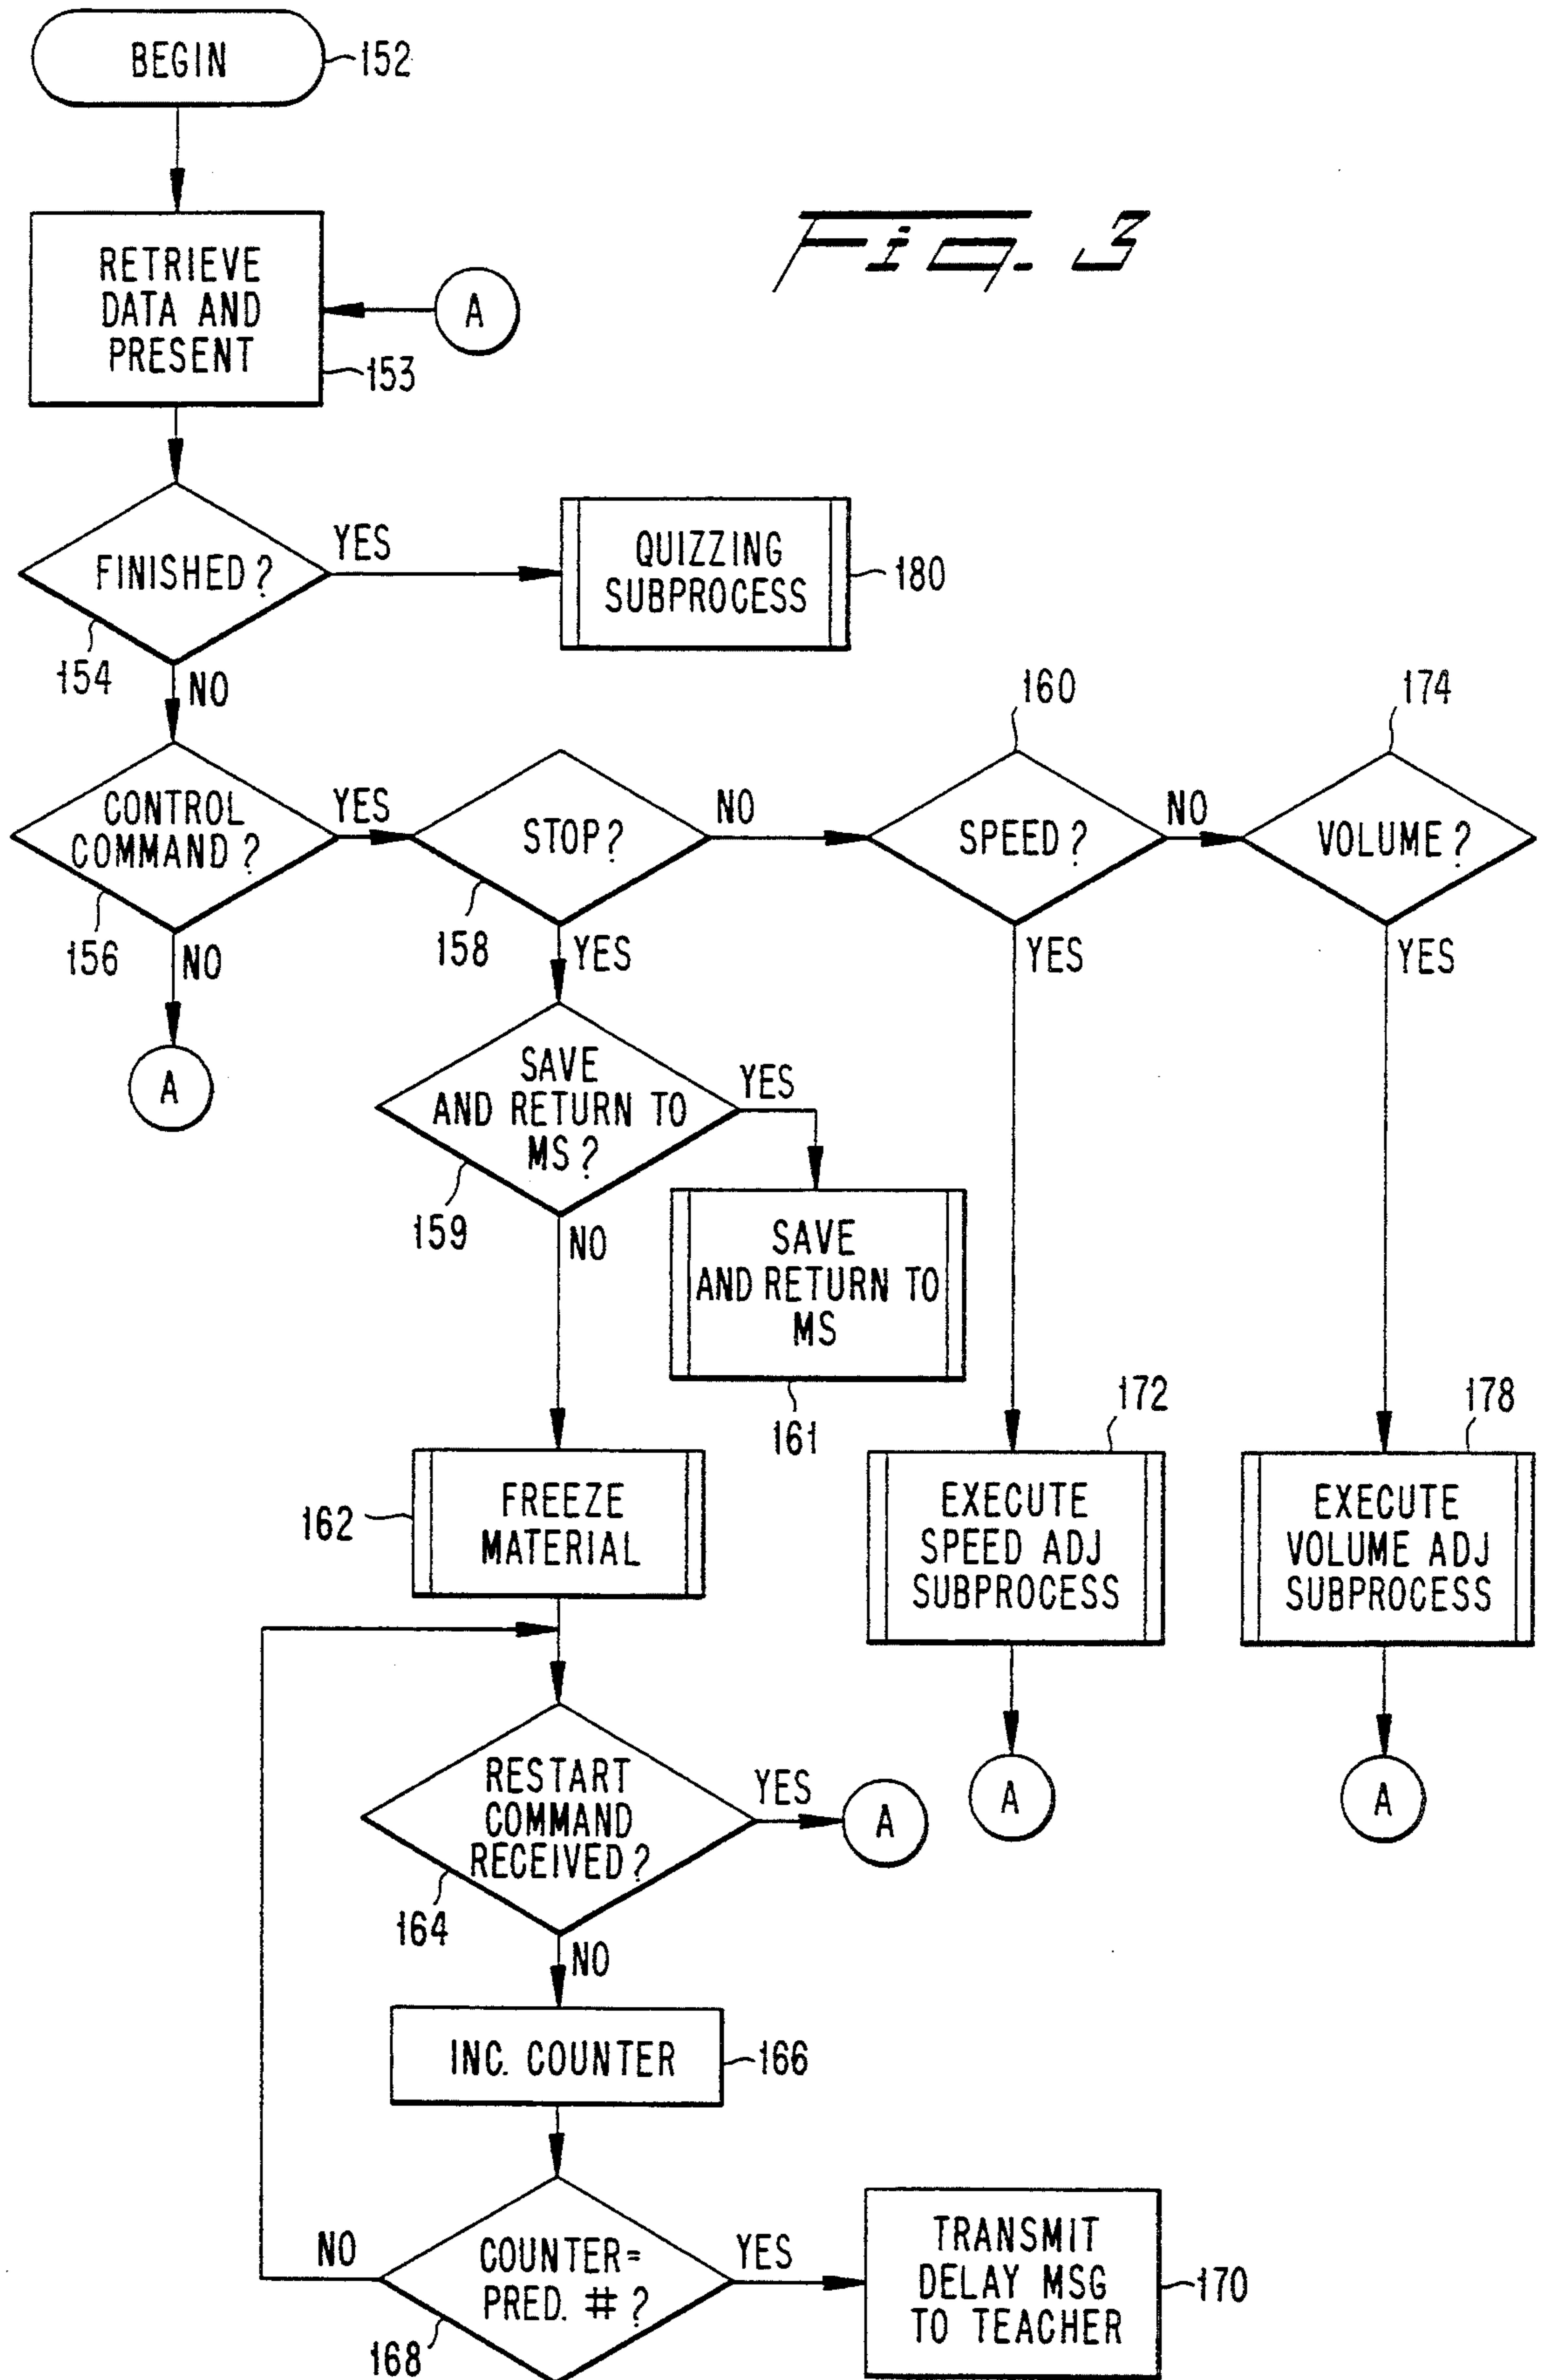 BEGIN
152
Fig. 3
RETRIEVE
DATA AND
PRESENT
153
A
FINISHED?
154
YES
NO
QUIZZING
SUBPROCESS
180
CONTROL
COMMAND?
156
YES
NO
A
STOP?
158
NO
YES
160
SPEED?
NO
YES
174
VOLUME?
YES
SAVE
AND RETURN TO
MS?
159
YES
NO
SAVE
AND RETURN TO
MS
161
FREEZE
MATERIAL
162
172
EXECUTE
SPEED ADJ
SUBPROCESS
A
178
EXECUTE
VOLUME ADJ
SUBPROCESS
A
RESTART
COMMAND
RECEIVED?
164
YES
A
NO
INC. COUNTER
166
COUNTER=
PRED. #?
168
NO
YES
TRANSMIT
DELAY MSG
TO TEACHER
170